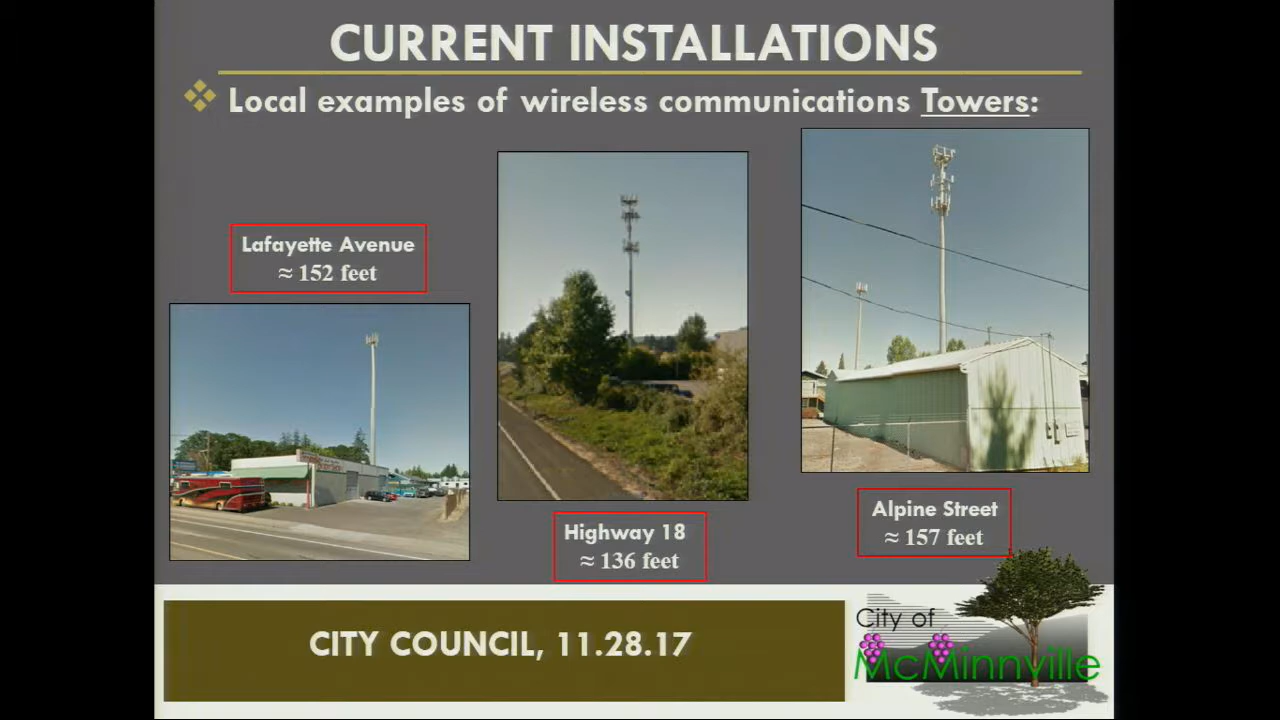 CURRENT INSTALLATIONS
Local examples of wireless communications Towers:
Lafayette Avenue
≈ 152 feet
Highway 18
≈ 136 feet
Alpine Street
≈ 157 feet
CITY COUNCIL, 11.28.17
City of
McMinnville